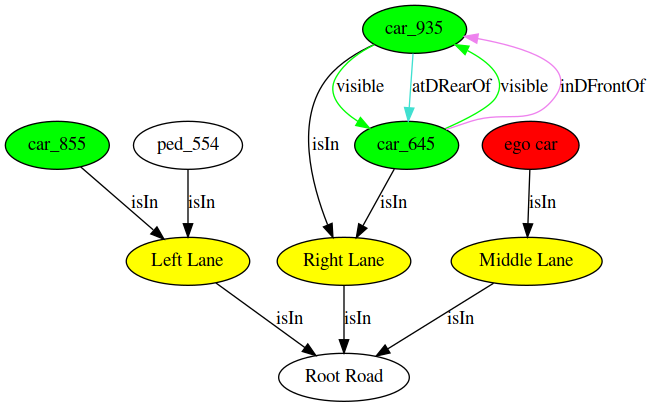 car_935
visible
atDRearOf
visible
inDFrontOf
car_855
ped_554
isIn
car_645
ego car
isIn
isIn
isIn
isIn
Left Lane
Right Lane
Middle Lane
isIn
isIn
isIn
Root Road